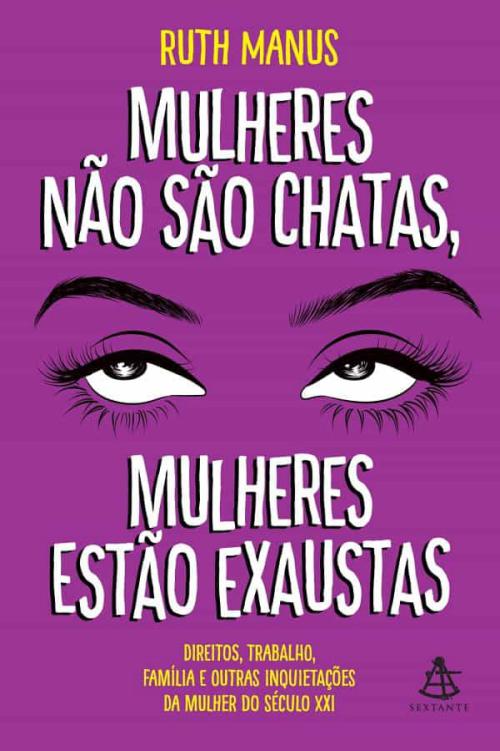 RUTH MANUS
MULHERES
NÃO SÃO CHATAS,
MULHERES
ESTÃO EXAUSTAS
DIREITOS, TRABALHO,
FAMÍLIA E OUTRAS INQUIETAÇÕES
DA MULHER DO SÉCULO XXI
SEXTANTE